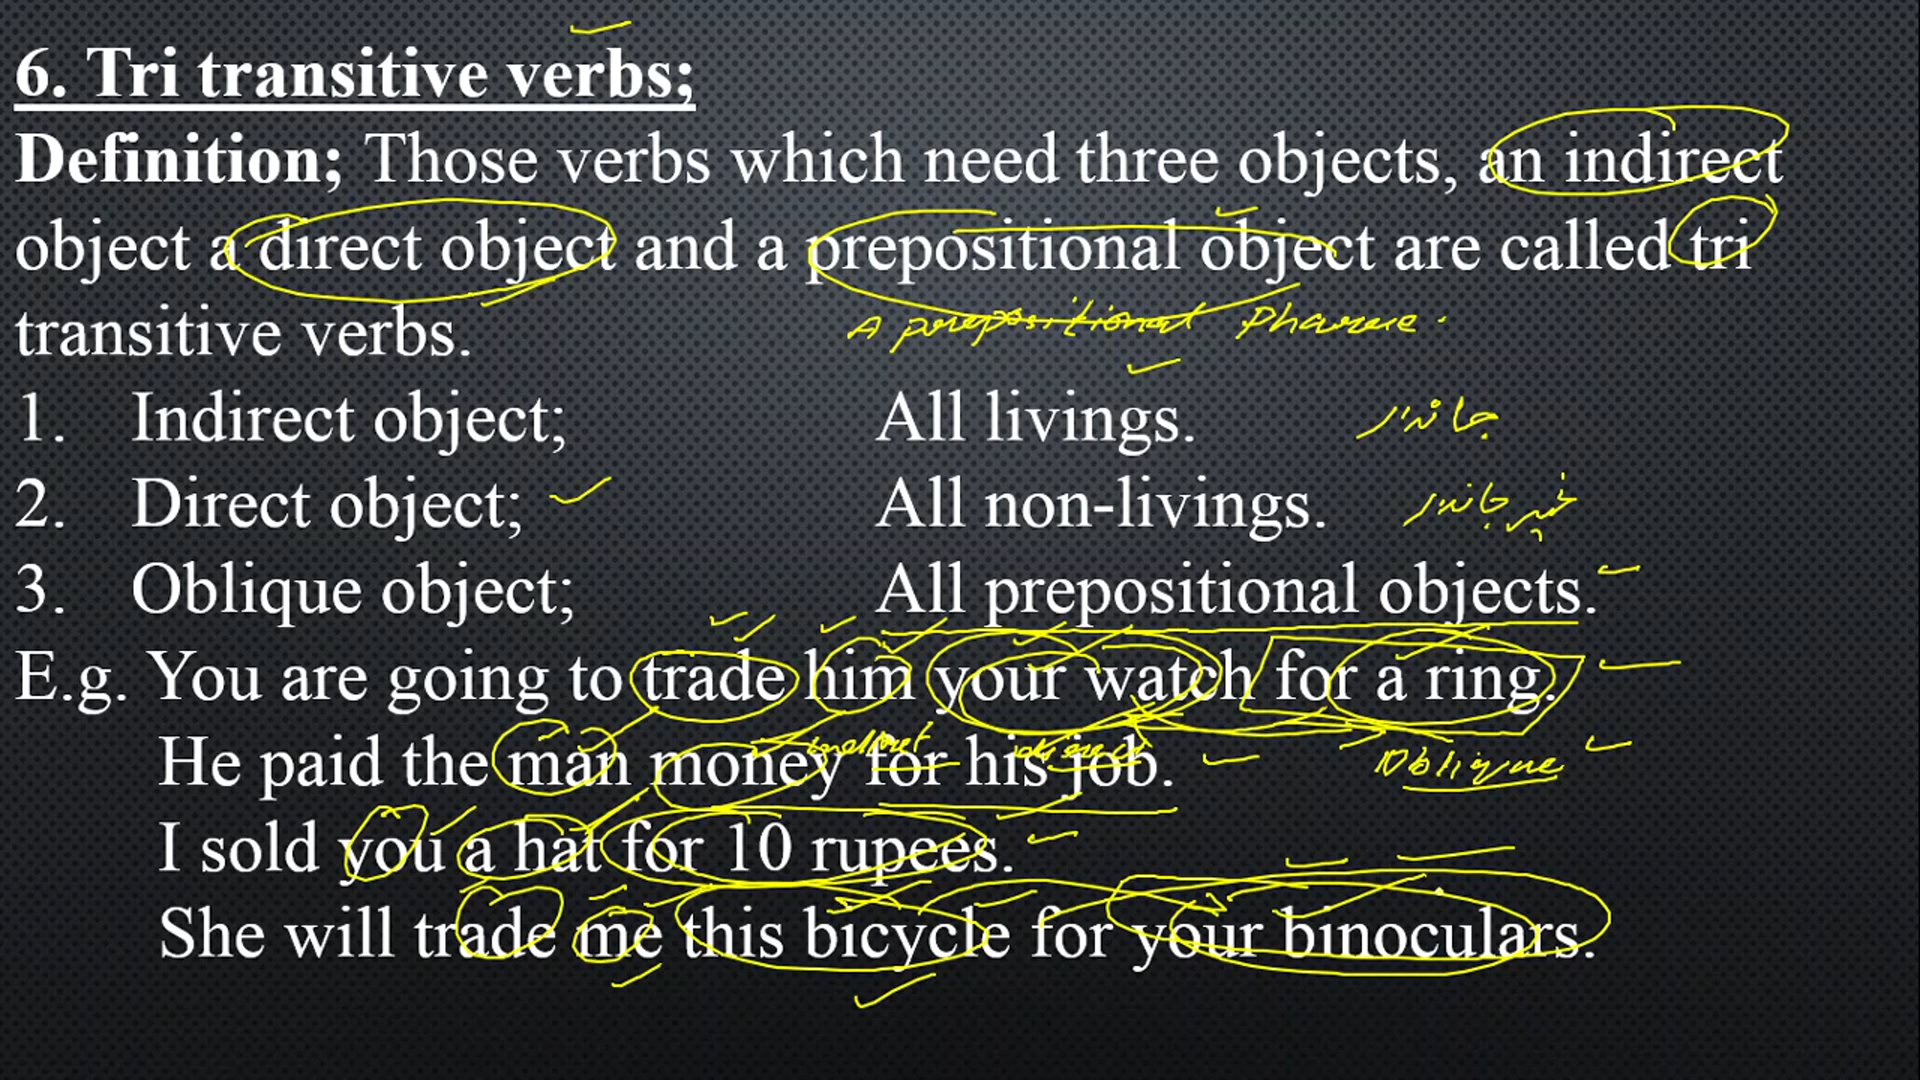 6. Tri transitive verbs;
Definition; Those verbs which need three objects, an indirect
object a direct object and a prepositional object are called tri
transitive verbs.
A prepositional
1. Indirect object; All livings. جاندار
2. Direct object; All non-livings. غیر جاندار
3. Oblique object; All prepositional objects.
E.g. You are going to trade him your watch for a ring.
indirect direct Oblique
He paid the man money for his job.
I sold you a hat for 10 rupees.
She will trade me this bicycle for your binoculars.